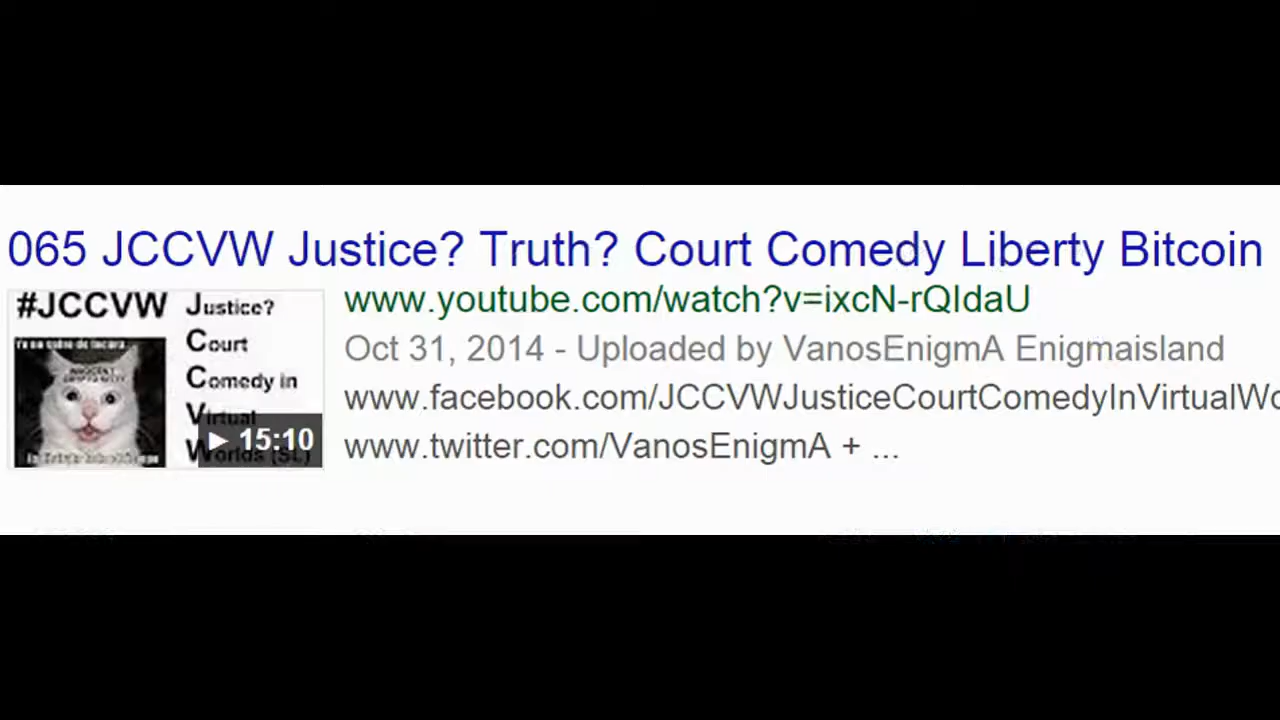 065 JCCVW Justice? Truth? Court Comedy Liberty Bitcoin
#JCCVW
Justice?
Court
Comedy in
Virtual
Worlds (SL)
15:10
www.youtube.com/watch?v=ixcN-rQIdaU
Oct 31, 2014 - Uploaded by VanosEnigmA Enigmaisland
www.facebook.com/JCCVWJusticeCourtComedyInVirtualWo
www.twitter.com/VanosEnigmA + ...